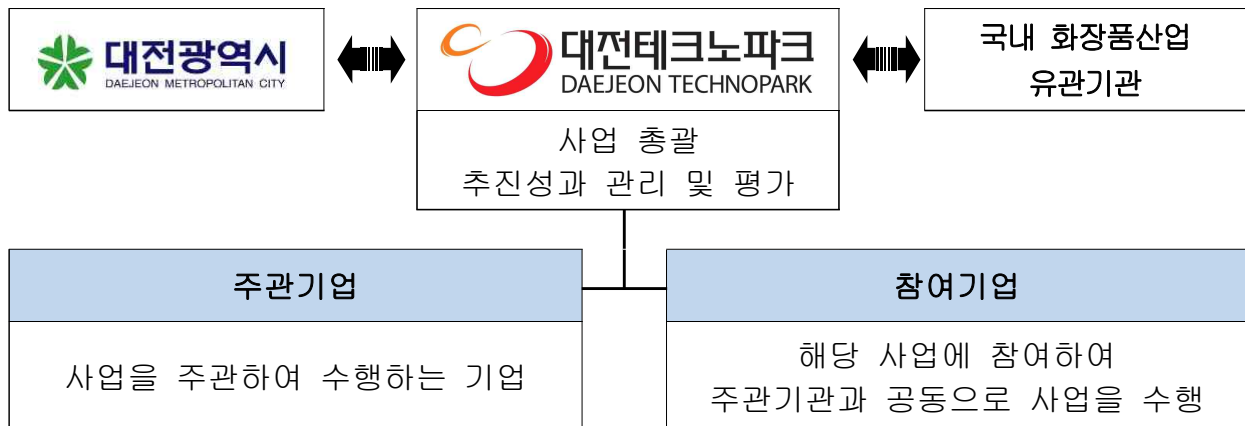 대전광역시
DAEJEON METROPOLITAN CITY
대전테크노파크
DAEJEON TECHNOPARK
국내 화장품산업
유관기관
사업 총괄
추진성과 관리 및 평가
주관기업
사업을 주관하여 수행하는 기업
참여기업
해당 사업에 참여하여
주관기관과 공동으로 사업을 수행